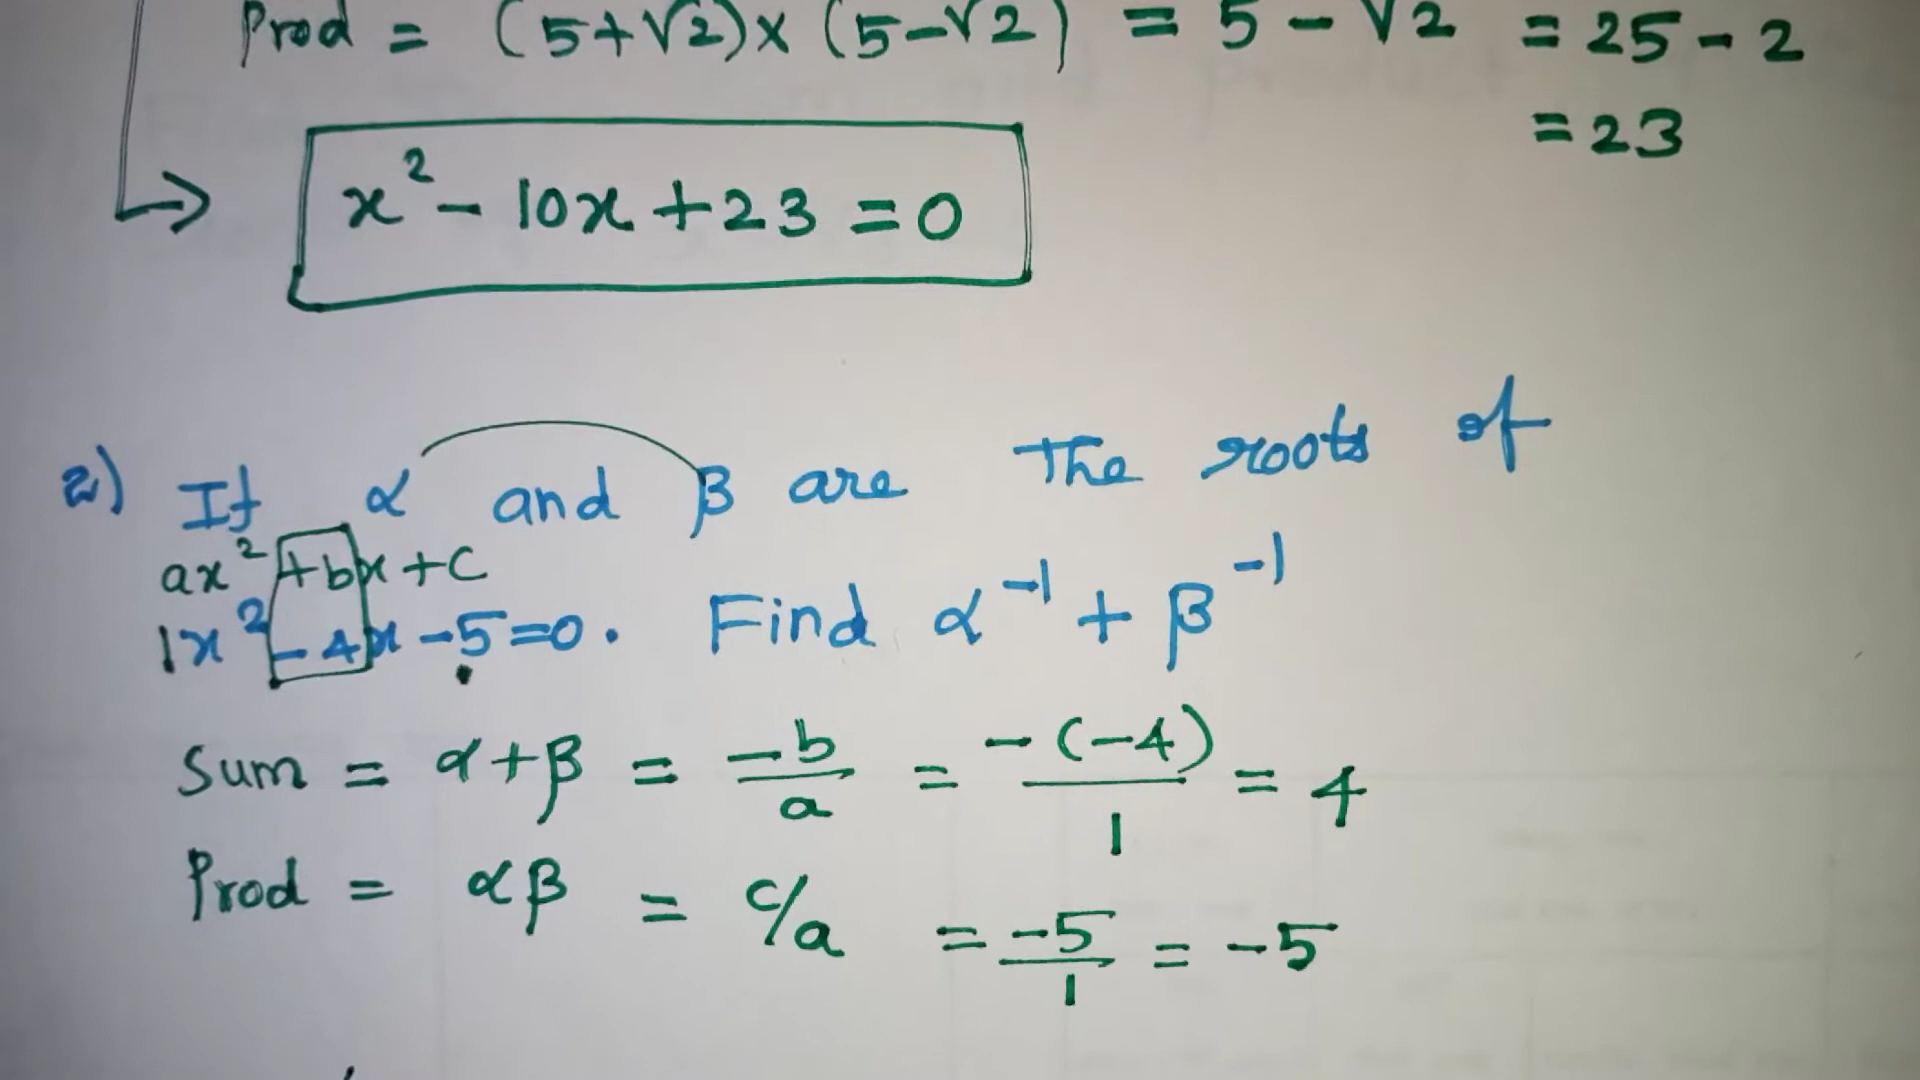 Prod = (5+√2)x (5-√2) = 5 - √2 = 25-2
= 23
x² - 10x + 23 = 0
2) If α and β are The roots of
ax² + bx + c
1x² - 4x - 5 = 0. Find α⁻¹ + β⁻¹
Sum = α+β = -b/a = -(-4)/1 = 4
Prod = αβ = c/a = -5/1 = -5